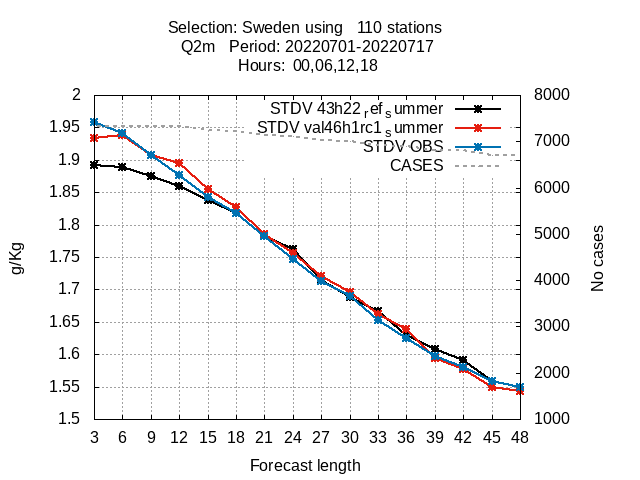 Selection: Sweden using   110 stations
Q2m   Period: 20220701-20220717
Hours: 00,06,12,18
STDV 43h22ref_summer
STDV val46h1rc1summer
STDV OBS
CASES
2
1.95
1.9
1.85
1.8
1.75
1.7
1.65
1.6
1.55
1.5
g/Kg
8000
7000
6000
5000
4000
3000
2000
1000
No cases
3 6 9 12 15 18 21 24 27 30 33 36 39 42 45 48
Forecast length